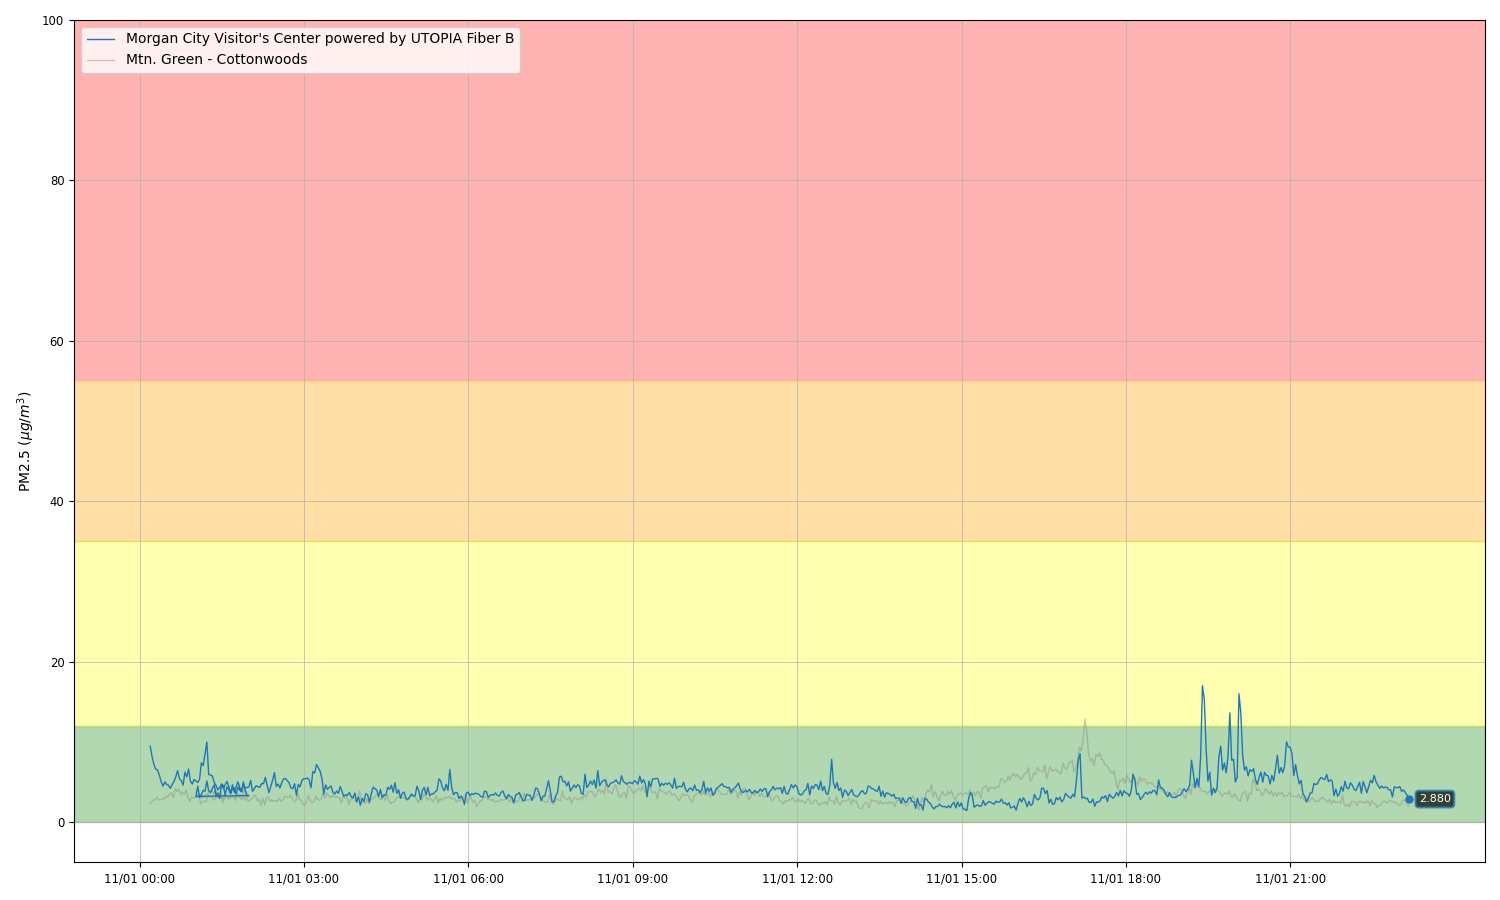 100
Morgan City Visitor's Center powered by UTOPIA Fiber B
Mtn. Green - Cottonwoods
80
60
PM2.5 (μg/m³)
40
20
2.880
0
11/01 00:00 11/01 03:00 11/01 06:00 11/01 09:00 11/01 12:00 11/01 15:00 11/01 18:00 11/01 21:00